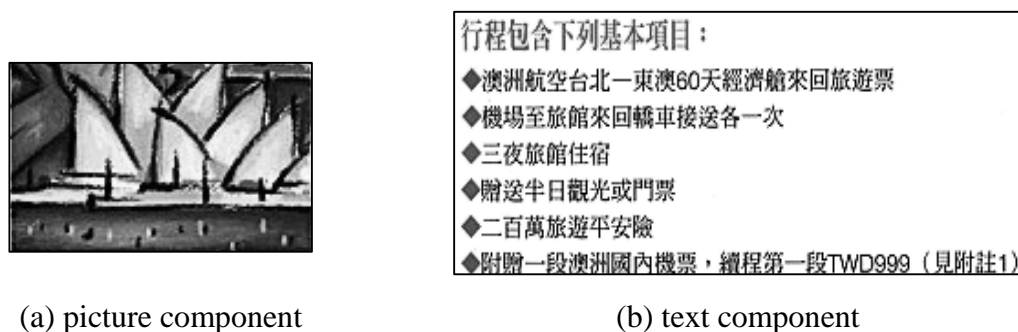 行程包含下列基本項目：
◆澳洲航空台北一東澳60天經濟艙來回旅遊票
◆機場至旅館來回轎車接送各一次
◆三夜旅館住宿
◆贈送半日觀光或門票
◆二百萬旅遊平安險
◆附贈一段澳洲國內機票，續程第一段TWD999（見附註1）
(a) picture component
(b) text component